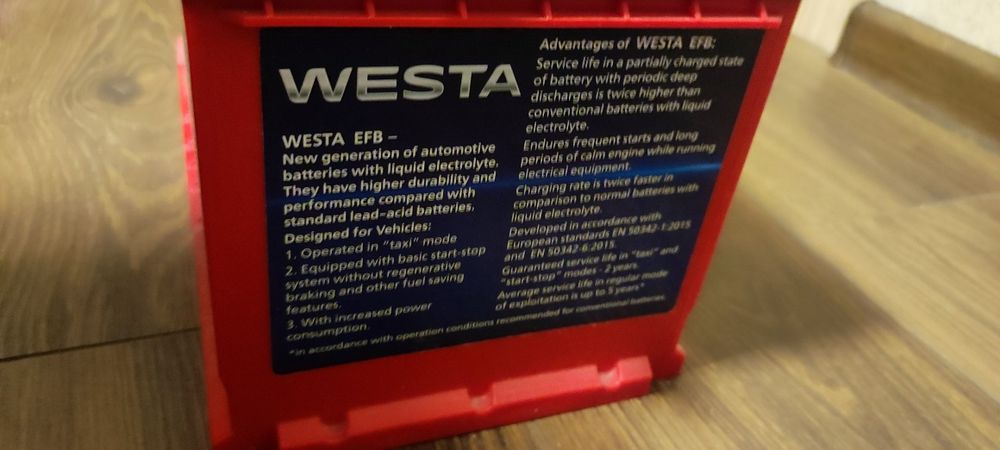 WESTA
WESTA EFB –
New generation of automotive
batteries with liquid electrolyte.
They have higher durability and
performance compared with
standard lead-acid batteries.
Designed for Vehicles:
1. Operated in "taxi" mode
2. Equipped with basic start-stop
system without regenerative
braking and other fuel saving
features.
3. With increased power
consumption.
Advantages of WESTA EFB:
Service life in a partially charged state
of battery with periodic deep
discharges is twice higher than
conventional batteries with liquid
electrolyte.
Endures frequent starts and long
periods of calm engine while running
electrical equipment.
Charging rate is twice faster in
comparison to normal batteries with
liquid electrolyte.
Developed in accordance with
European standards EN 50342-1:2015
and EN 50342-6:2015.
Guaranteed service life in "taxi" and
"start-stop" modes - 2 years.
Average service life in regular mode
of exploitation is up to 5 years*
*in accordance with operation conditions recommended for conventional batteries.